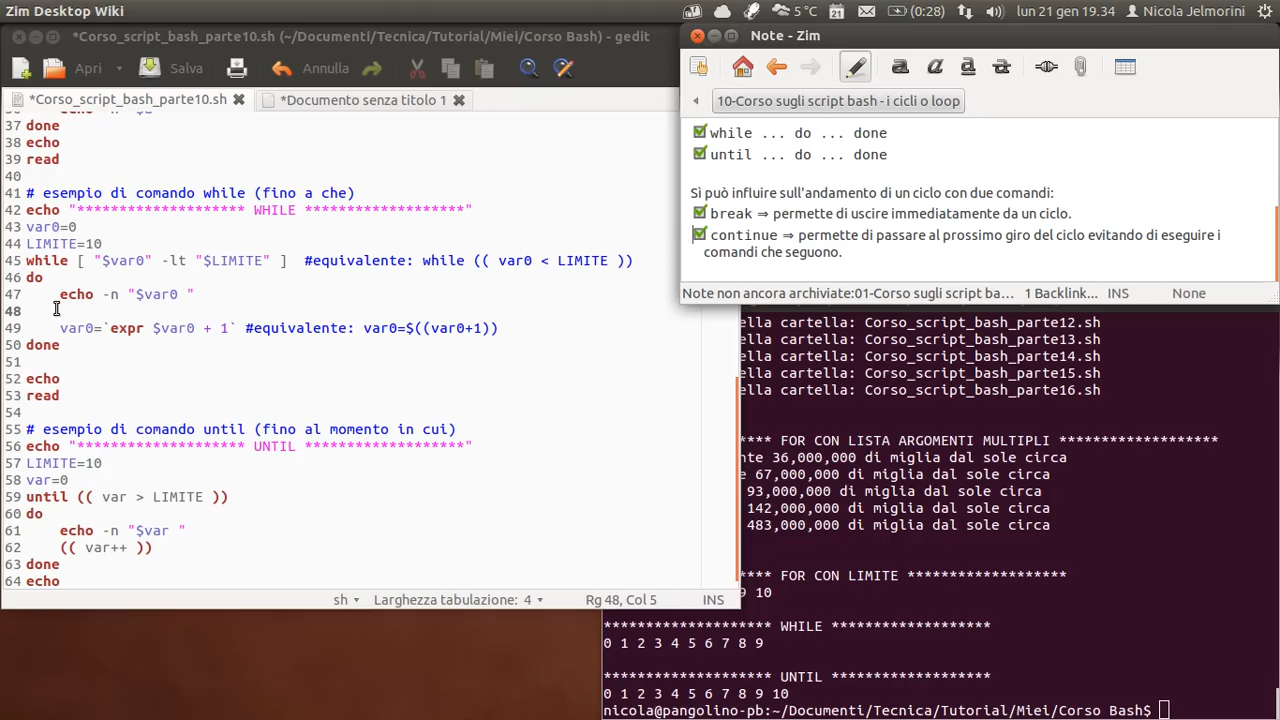 Zim Desktop Wiki
5 °C
21
(0:28)
lun 21 gen 19.34
Nicola Jelmorini
*Corso_script_bash_parte10.sh (~/Documenti/Tecnica/Tutorial/Miei/Corso Bash) - gedit
Apri
Salva
Annulla
*Corso_script_bash_parte10.sh
*Documento senza titolo 1
37 done
38 echo
39 read
40
41 # esempio di comando while (fino a che)
42 echo "******************** WHILE *******************"
43 var0=0
44 LIMITE=10
45 while [ "$var0" -lt "$LIMITE" ]  #equivalente: while (( var0 < LIMITE ))
46 do
47     echo -n "$var0 "
48
49     var0=`expr $var0 + 1` #equivalente: var0=$((var0+1))
50 done
51
52 echo
53 read
54
55 # esempio di comando until (fino al momento in cui)
56 echo "******************** UNTIL *******************"
57 LIMITE=10
58 var=0
59 until (( var > LIMITE ))
60 do
61     echo -n "$var "
62     (( var++ ))
63 done
64 echo
sh
Larghezza tabulazione: 4
Rg 48, Col 5
INS
Note - Zim
10-Corso sugli script bash - i cicli o loop
while ... do ... done
until ... do ... done
Sì può influire sull'andamento di un ciclo con due comandi:
break ⇒ permette di uscire immediatamente da un ciclo.
continue ⇒ permette di passare al prossimo giro del ciclo evitando di eseguire i
comandi che seguono.
Note non ancora archiviate:01-Corso sugli script ba...
1 Backlink...
INS
None
ella cartella: Corso_script_bash_parte12.sh
ella cartella: Corso_script_bash_parte13.sh
ella cartella: Corso_script_bash_parte14.sh
ella cartella: Corso_script_bash_parte15.sh
ella cartella: Corso_script_bash_parte16.sh
**** FOR CON LISTA ARGOMENTI MULTIPLI *******************
nte 36,000,000 di miglia dal sole circa
e 67,000,000 di miglia dal sole circa
93,000,000 di miglia dal sole circa
142,000,000 di miglia dal sole circa
483,000,000 di miglia dal sole circa
**** FOR CON LIMITE *******************
9 10
******************** WHILE *******************
0 1 2 3 4 5 6 7 8 9
******************** UNTIL *******************
0 1 2 3 4 5 6 7 8 9 10
nicola@pangolino-pb:~/Documenti/Tecnica/Tutorial/Miei/Corso Bash$